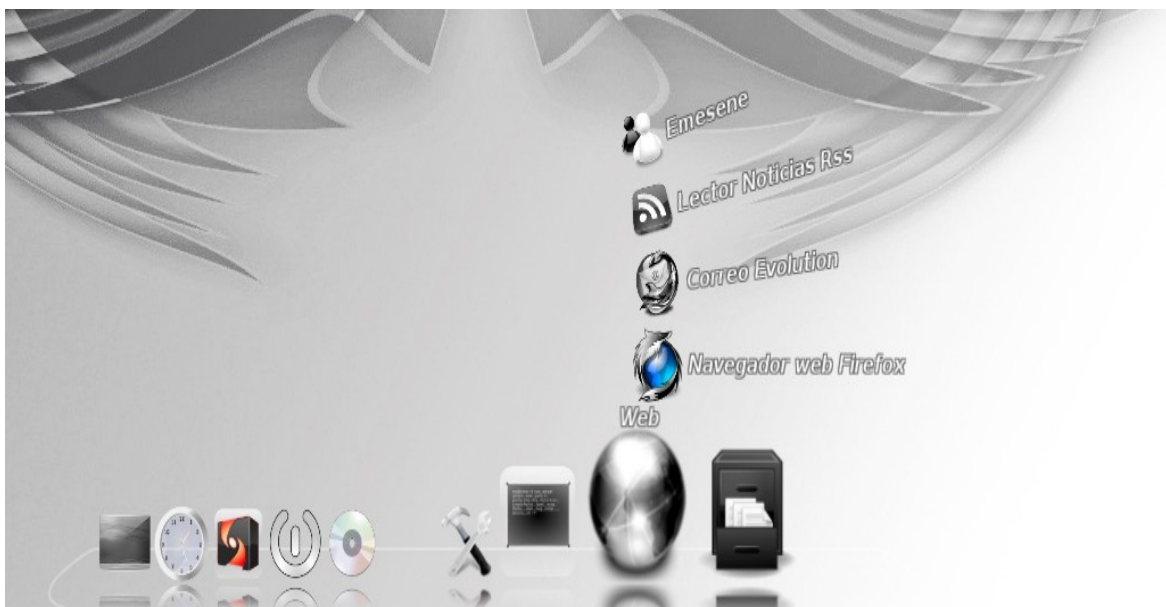 Emesene
Lector Noticias Rss
Correo Evolution
Navegador web Firefox
Web